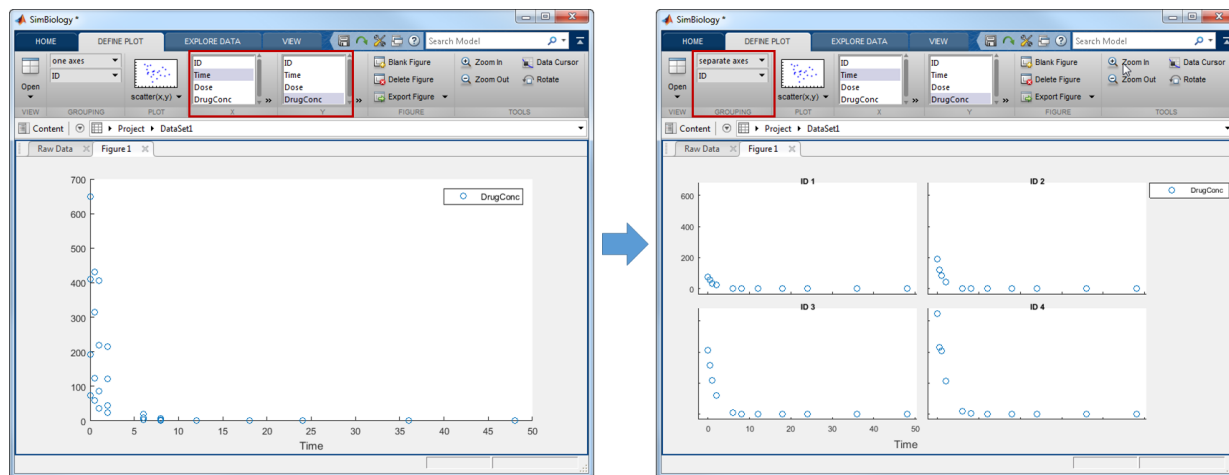 SimBiology *
HOME DEFINE PLOT EXPLORE DATA VIEW Search Model
one axes
ID
Open
scatter(x,y)
ID
Time
Dose
DrugConc
ID
Time
Dose
DrugConc
Blank Figure
Delete Figure
Export Figure
Zoom In
Zoom Out
Data Cursor
Rotate
VIEW GROUPING PLOT X Y FIGURE TOOLS
Content Project DataSet1
Raw Data Figure 1
700
600
500
400
300
200
100
0
DrugConc
0 5 10 15 20 25 30 35 40 45 50
Time
SimBiology *
HOME DEFINE PLOT EXPLORE DATA VIEW Search Model
separate axes
ID
Open
scatter(x,y)
ID
Time
Dose
DrugConc
ID
Time
Dose
DrugConc
Blank Figure
Delete Figure
Export Figure
Zoom In
Zoom Out
Data Cursor
Rotate
VIEW GROUPING PLOT X Y FIGURE TOOLS
Content Project DataSet1
Raw Data Figure 1
ID 1
ID 2
DrugConc
600
400
200
0
ID 3
ID 4
0 10 20 30 40 50
Time